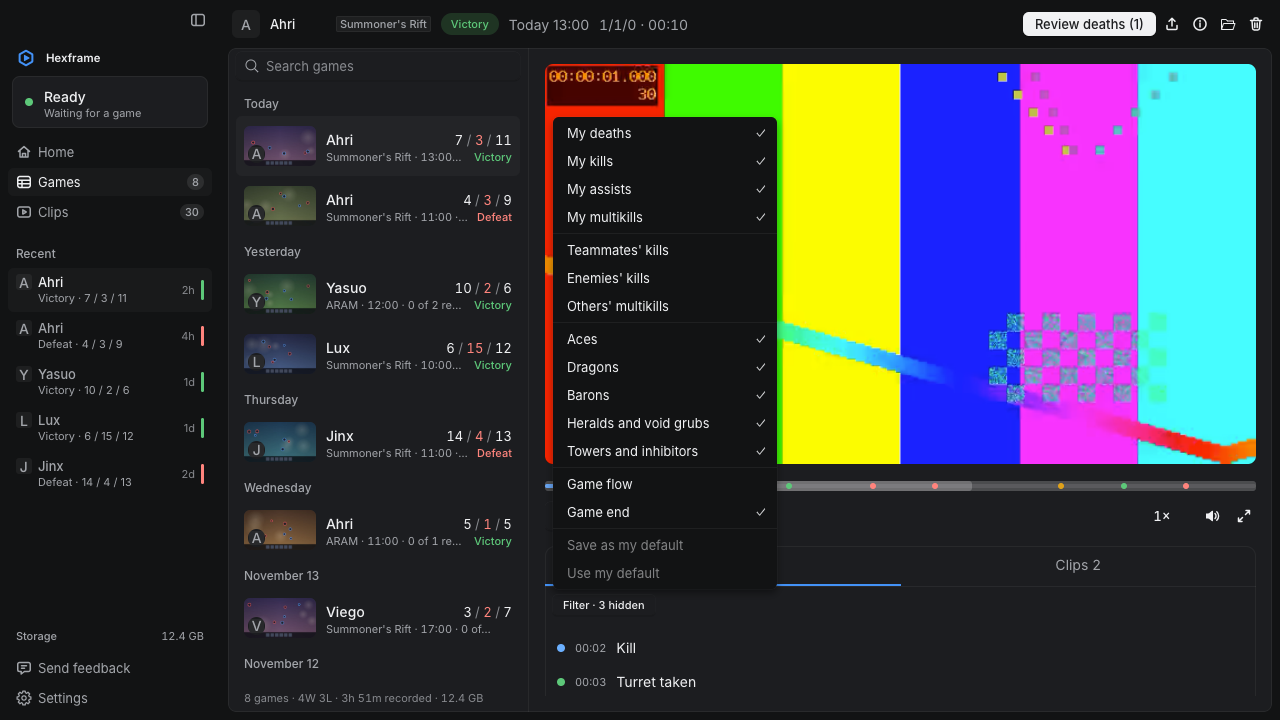 Hexframe
Ready
Waiting for a game
Home
Games 8
Clips 30
Recent
A Ahri
Victory · 7 / 3 / 11 2h
A Ahri
Defeat · 4 / 3 / 9 4h
Y Yasuo
Victory · 10 / 2 / 6 1d
L Lux
Victory · 6 / 15 / 12 1d
J Jinx
Defeat · 14 / 4 / 13 2d
Storage 12.4 GB
Send feedback
Settings
A Ahri Summoner's Rift Victory Today 13:00 1/1/0 · 00:10
Review deaths (1)
Search games
Today
A Ahri 7 / 3 / 11
Summoner's Rift · 13:00... Victory
A Ahri 4 / 3 / 9
Summoner's Rift · 11:00 ·... Defeat
Yesterday
Y Yasuo 10 / 2 / 6
ARAM · 12:00 · 0 of 2 re... Victory
L Lux 6 / 15 / 12
Summoner's Rift · 10:00... Victory
Thursday
J Jinx 14 / 4 / 13
Summoner's Rift · 11:00 ·... Defeat
Wednesday
A Ahri 5 / 1 / 5
ARAM · 11:00 · 0 of 1 re... Victory
November 13
V Viego 3 / 2 / 7
Summoner's Rift · 17:00 · 0 of...
November 12
8 games · 4W 3L · 3h 51m recorded · 12.4 GB
00:00:01.000
30
My deaths
My kills
My assists
My multikills
Teammates' kills
Enemies' kills
Others' multikills
Aces
Dragons
Barons
Heralds and void grubs
Towers and inhibitors
Game flow
Game end
Save as my default
Use my default
1×
Clips 2
Filter · 3 hidden
00:02 Kill
00:03 Turret taken